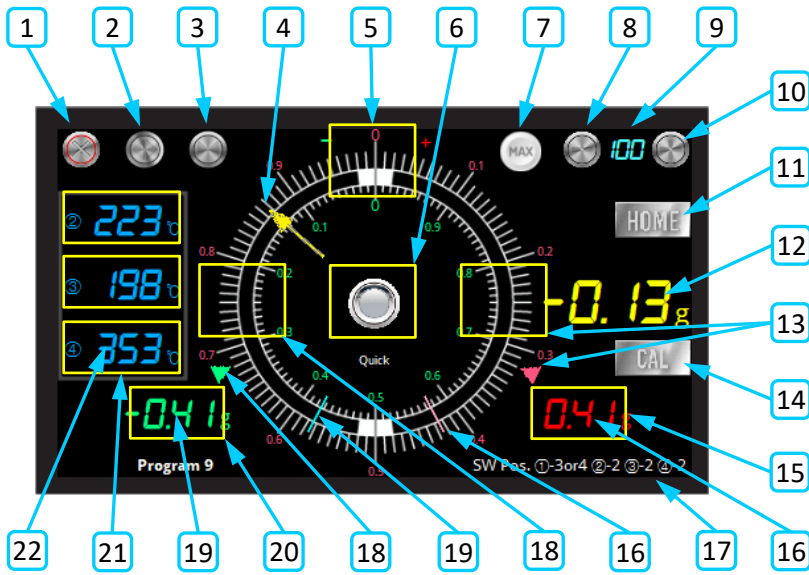 1 2 3 4 5 6 7 8 9
10
- 0 +
MAX 100
0.9 0.1
② 223 ℃
0
0.1 0.9
HOME 11
0.8 0.2
③ 198 ℃
0.2 0.8
-0.13 g 12
④ 353 ℃
0.3 0.7
13
0.7 0.3
Quick
CAL 14
0.4 0.6
0.5
-0.41 g
0.41 g
15
0.6 0.4
Program 9
0.5
SW Pos. ①-3or4 ②-2 ③-2 ④-2
22 21 19 20 18 19 18 16 17 16